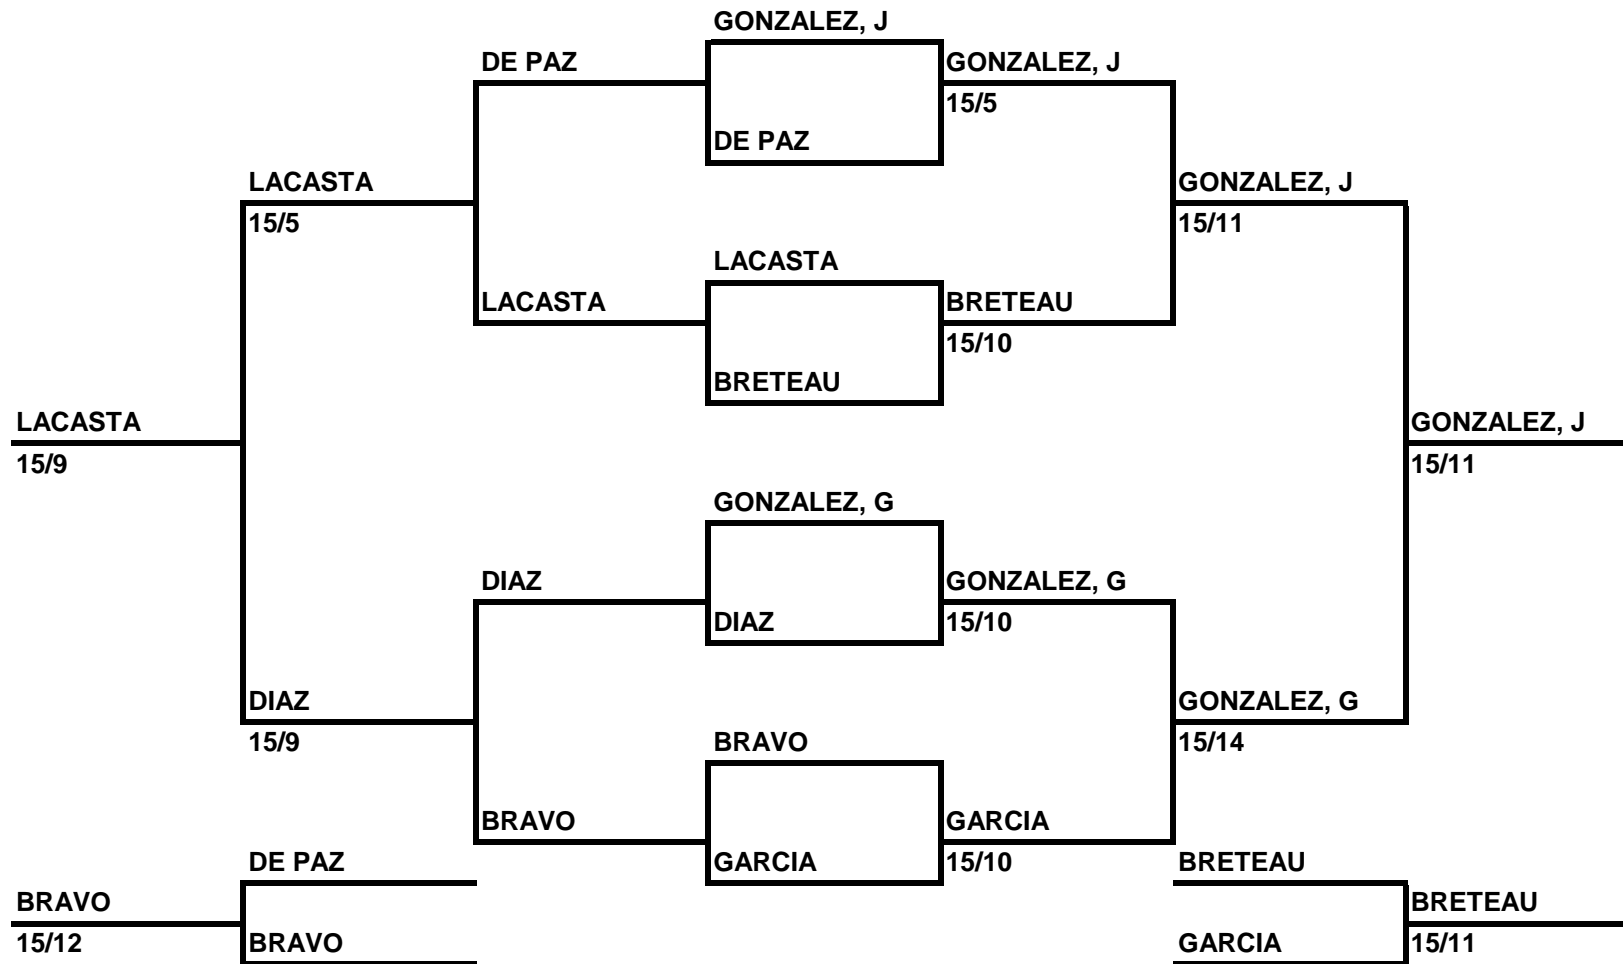 GONZALEZ, J
DE PAZ
GONZALEZ, J
15/5
DE PAZ
LACASTA
GONZALEZ, J
15/5
15/11
LACASTA
LACASTA
BRETEAU
15/10
BRETEAU
LACASTA
GONZALEZ, J
15/9
15/11
GONZALEZ, G
DIAZ
GONZALEZ, G
DIAZ
15/10
DIAZ
GONZALEZ, G
15/9
BRAVO
15/14
BRAVO
GARCIA
DE PAZ
GARCIA
15/10
BRETEAU
BRAVO
BRETEAU
15/12
BRAVO
GARCIA
15/11